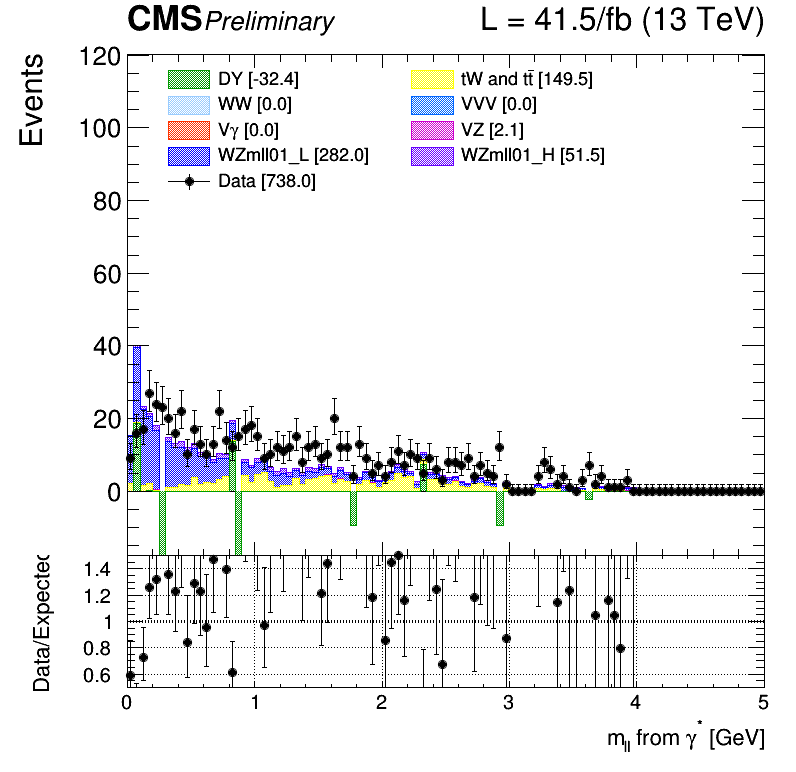 CMS Preliminary L = 41.5/fb (13 TeV)
Events
120
100
80
60
40
20
0
DY [-32.4] tW and tt̄ [149.5]
WW [0.0] VVV [0.0]
Vγ [0.0] VZ [2.1]
WZmll01_L [282.0] WZmll01_H [51.5]
Data [738.0]
Data/Expected
1.4
1.2
1
0.8
0.6
0 1 2 3 4 5
m_ll from γ* [GeV]